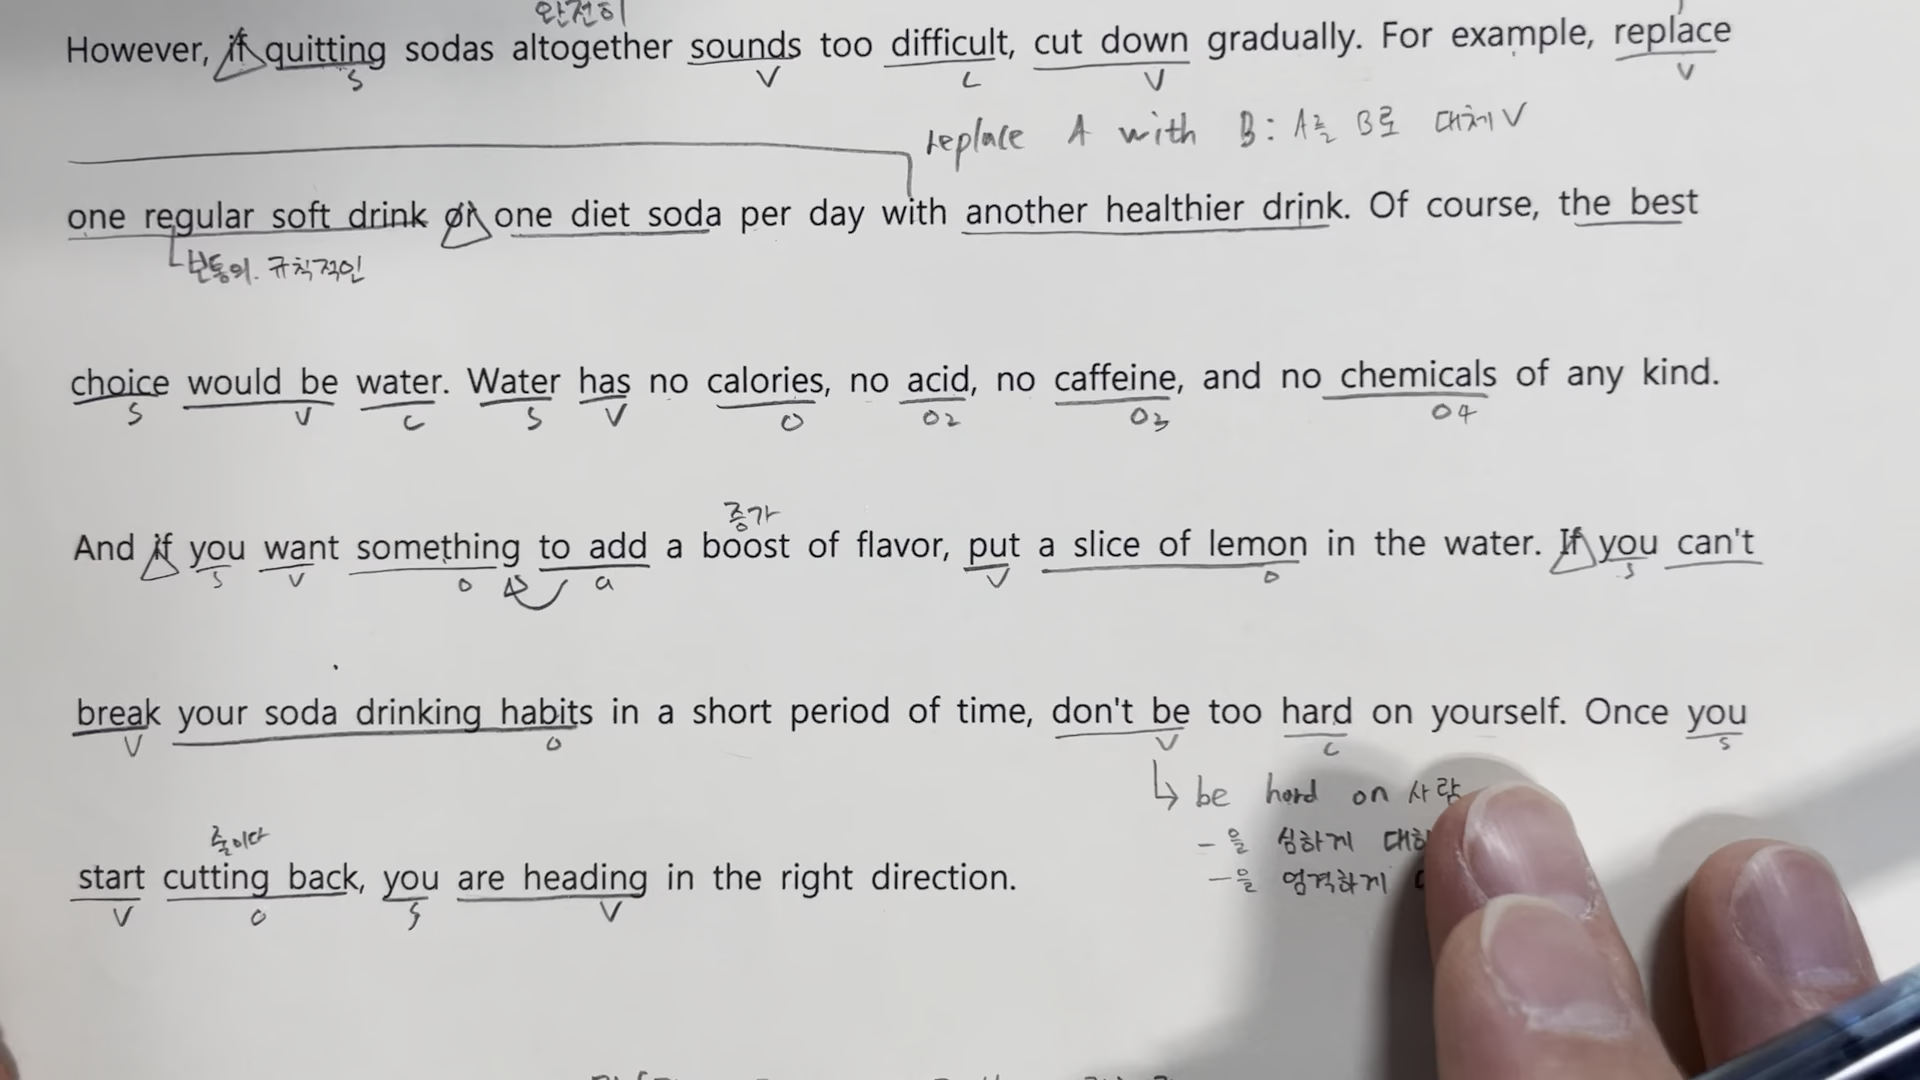 완전히
However, if quitting sodas altogether sounds too difficult, cut down gradually. For example, replace
S V C V V
replace A with B : A를 B로 대체V
one regular soft drink or one diet soda per day with another healthier drink. Of course, the best
보통의. 규칙적인
choice would be water. Water has no calories, no acid, no caffeine, and no chemicals of any kind.
S V C S V O O2 O3 O4
증가
And if you want something to add a boost of flavor, put a slice of lemon in the water. If you can't
S V O a V O S
break your soda drinking habits in a short period of time, don't be too hard on yourself. Once you
V O V C S
be hard on 사람
-을 심하게
-을 엄격하게
줄이다
start cutting back, you are heading in the right direction.
V O S V